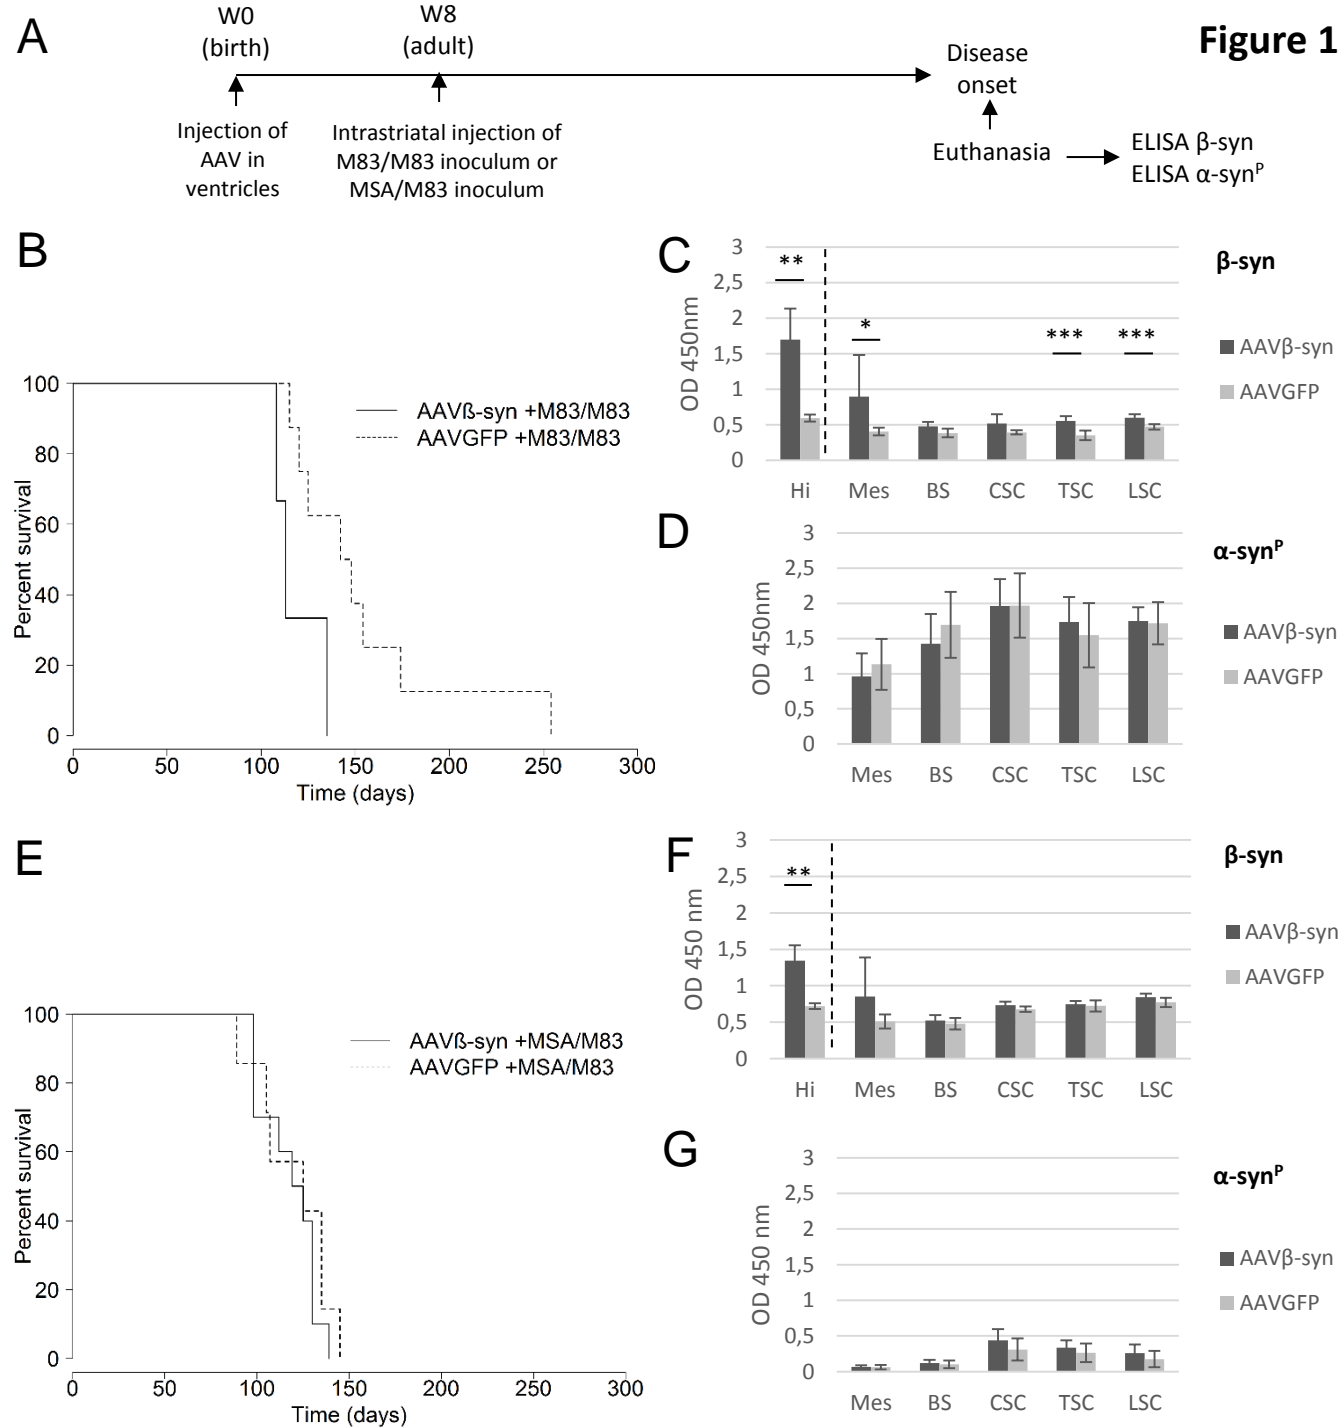 Figure 1
A
W0
(birth)
W8
(adult)
Disease
onset
Injection of
AAV in
ventricles
Intrastriatal injection of
M83/M83 inoculum or
MSA/M83 inoculum
Euthanasia
ELISA β-syn
ELISA α-synᴾ
B
Percent survival
100
80
60
40
20
0
0 50 100 150 200 250 300
Time (days)
AAVß-syn +M83/M83
AAVGFP +M83/M83
C
β-syn
OD 450nm
3
2,5
2
1,5
1
0,5
0
** * *** ***
Hi Mes BS CSC TSC LSC
AAVβ-syn
AAVGFP
D
α-synᴾ
OD 450nm
3
2,5
2
1,5
1
0,5
0
Mes BS CSC TSC LSC
AAVβ-syn
AAVGFP
E
Percent survival
100
80
60
40
20
0
0 50 100 150 200 250 300
Time (days)
AAVß-syn +MSA/M83
AAVGFP +MSA/M83
F
β-syn
OD 450 nm
3
2,5
2
1,5
1
0,5
0
**
Hi Mes BS CSC TSC LSC
AAVβ-syn
AAVGFP
G
α-synᴾ
OD 450 nm
3
2,5
2
1,5
1
0,5
0
Mes BS CSC TSC LSC
AAVβ-syn
AAVGFP